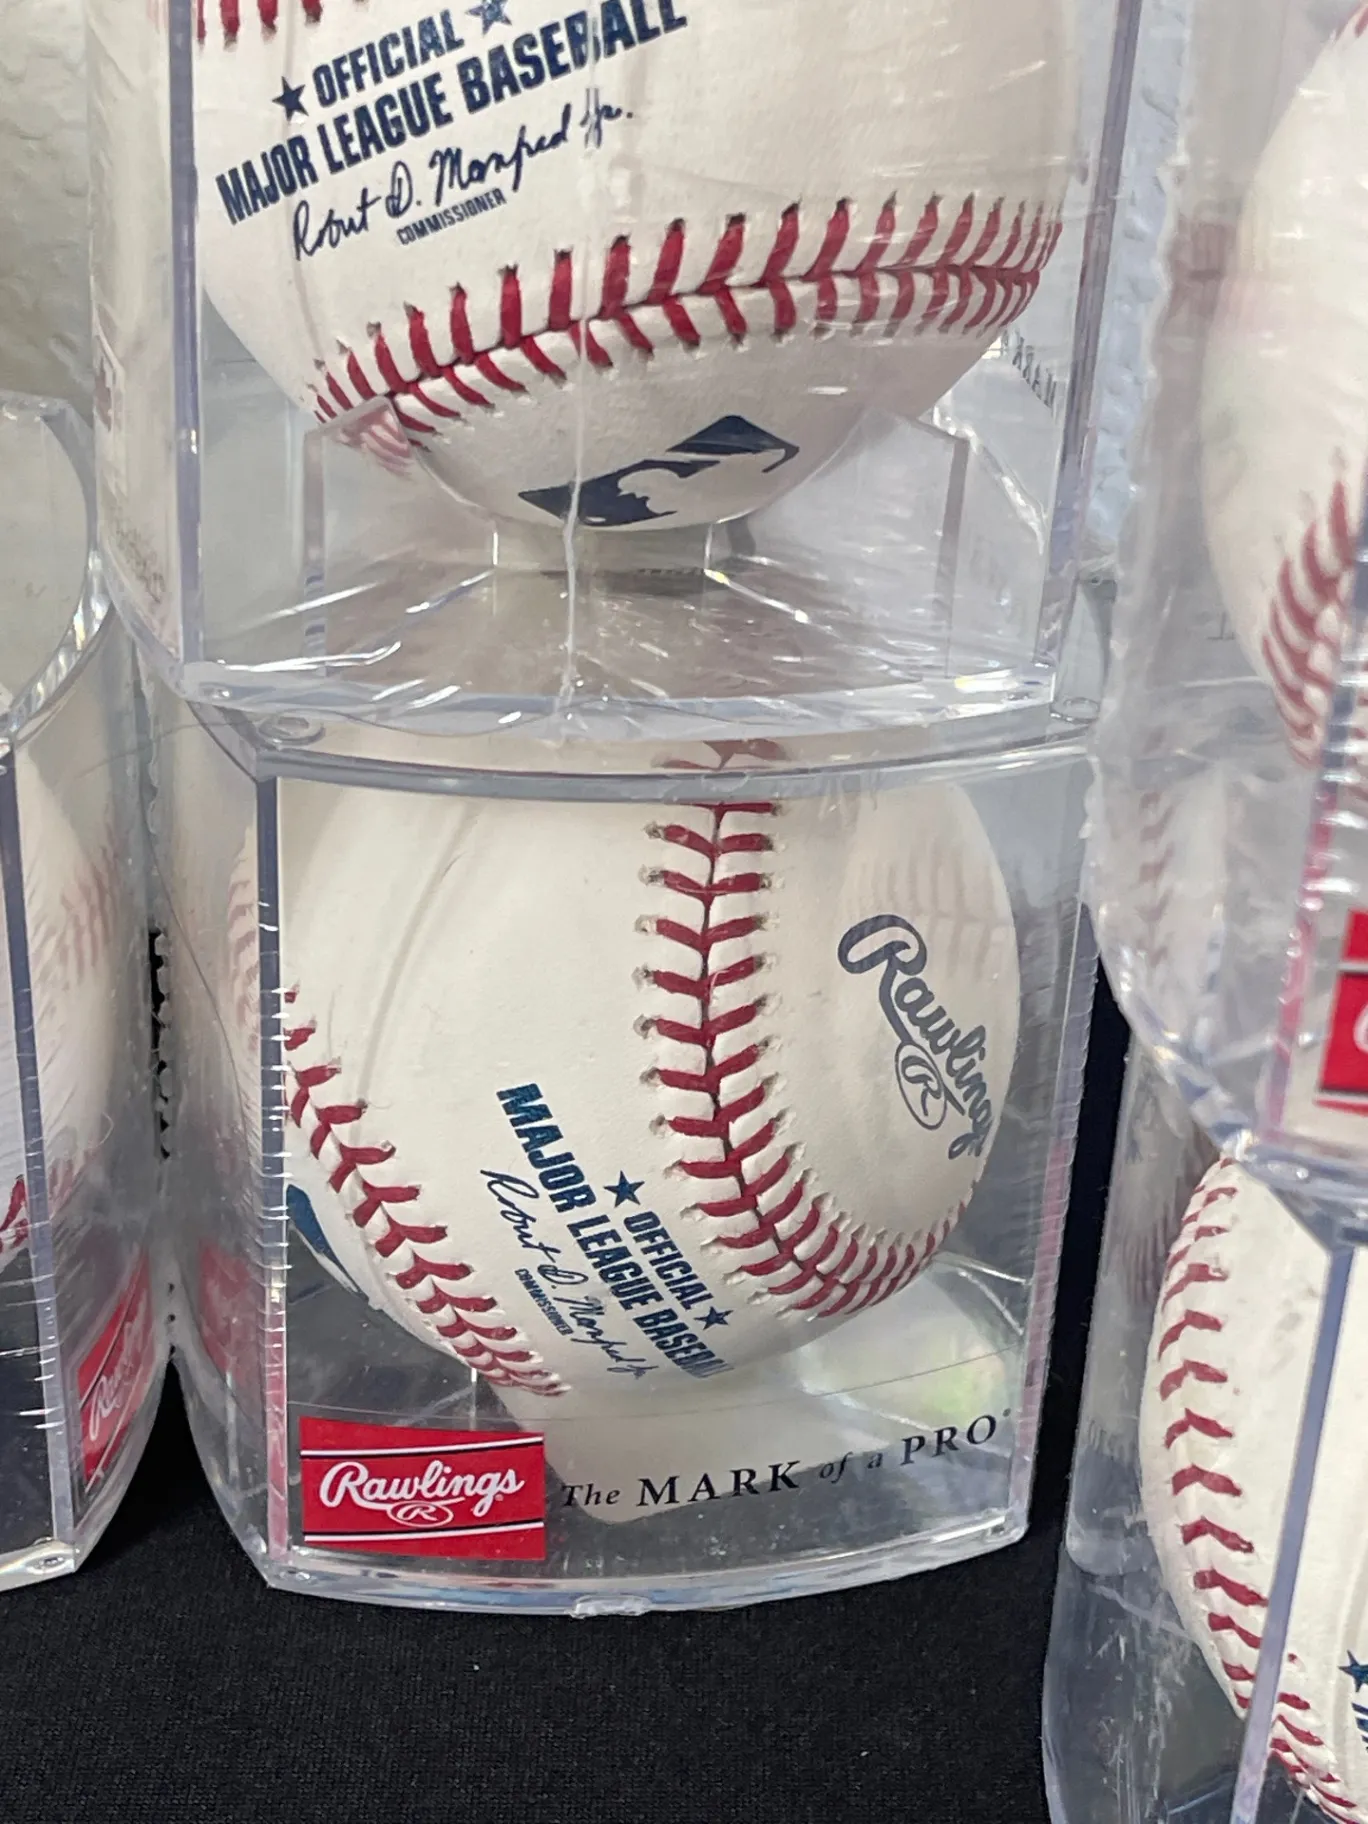 ★ OFFICIAL ★
MAJOR LEAGUE BASEBALL
Robert D. Manfred Jr.
COMMISSIONER
Rawlings
R
★ OFFICIAL ★
MAJOR LEAGUE BASEBALL
Robert D. Manfred Jr.
COMMISSIONER
Rawlings
R
The MARK of a PRO
Rawlings